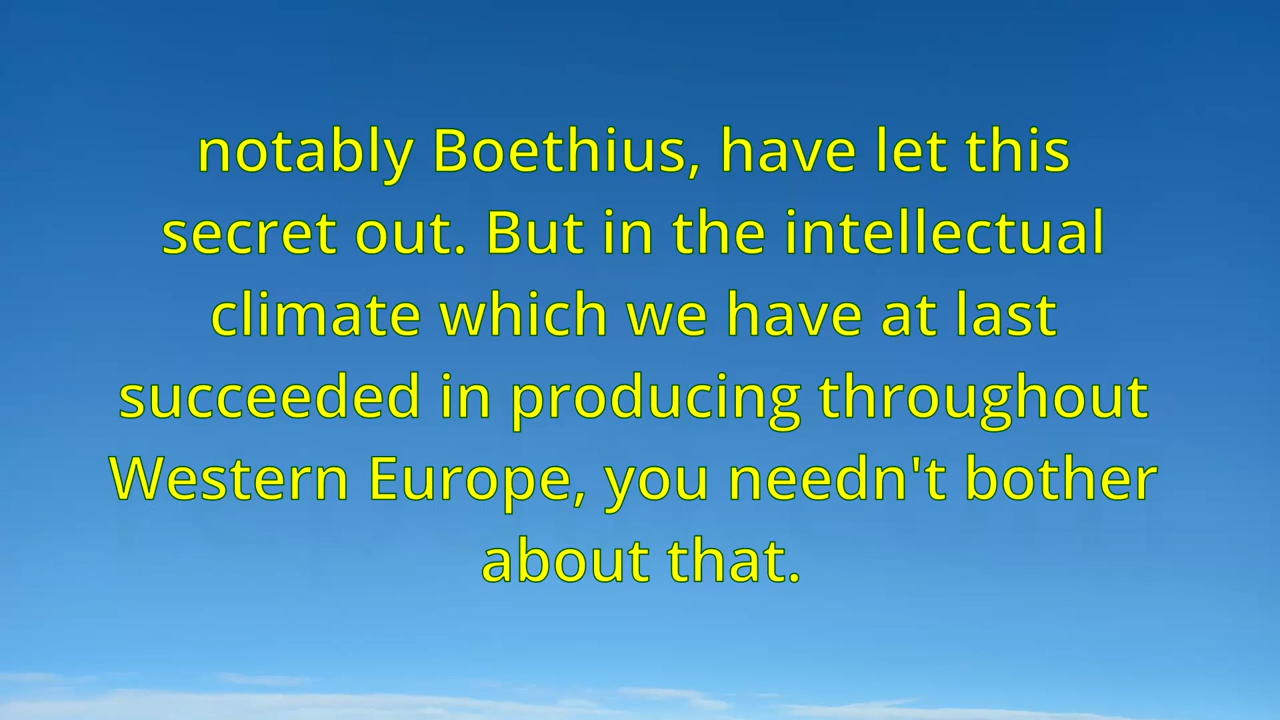 notably Boethius, have let this
secret out. But in the intellectual
climate which we have at last
succeeded in producing throughout
Western Europe, you needn't bother
about that.